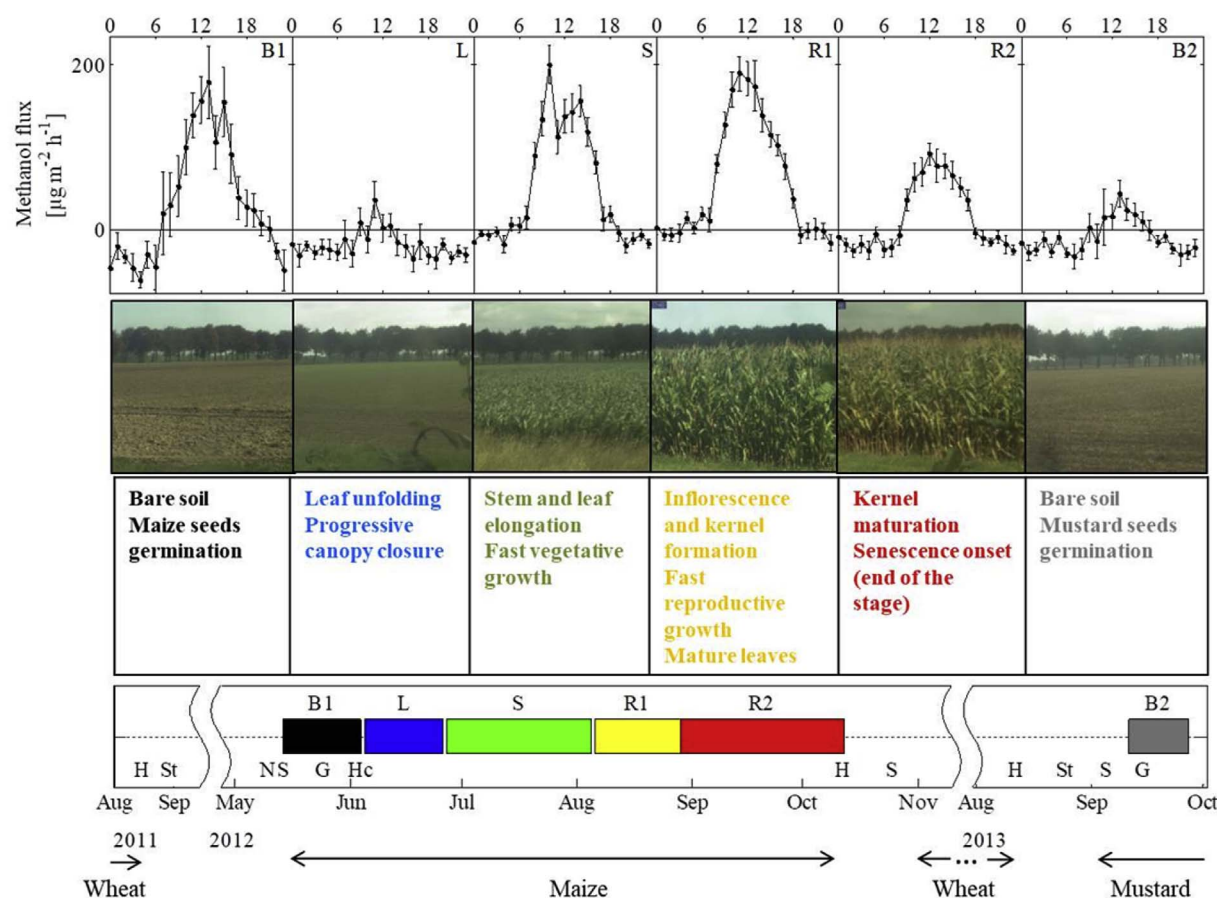 0 6 12 18 0 6 12 18 0 6 12 18 0 6 12 18 0 6 12 18 0 6 12 18
B1 L S R1 R2 B2
200
0
Methanol flux
[µg m⁻² h⁻¹]
Bare soil
Maize seeds
germination
Leaf unfolding
Progressive
canopy closure
Stem and leaf
elongation
Fast vegetative
growth
Inflorescence
and kernel
formation
Fast
reproductive
growth
Mature leaves
Kernel
maturation
Senescence onset
(end of the
stage)
Bare soil
Mustard seeds
germination
B1 L S R1 R2 B2
H St N S G Hc H S H St S G
Aug Sep May Jun Jul Aug Sep Oct Nov Aug Sep Oct
2011 2012 2013
...
Wheat Maize Wheat Mustard